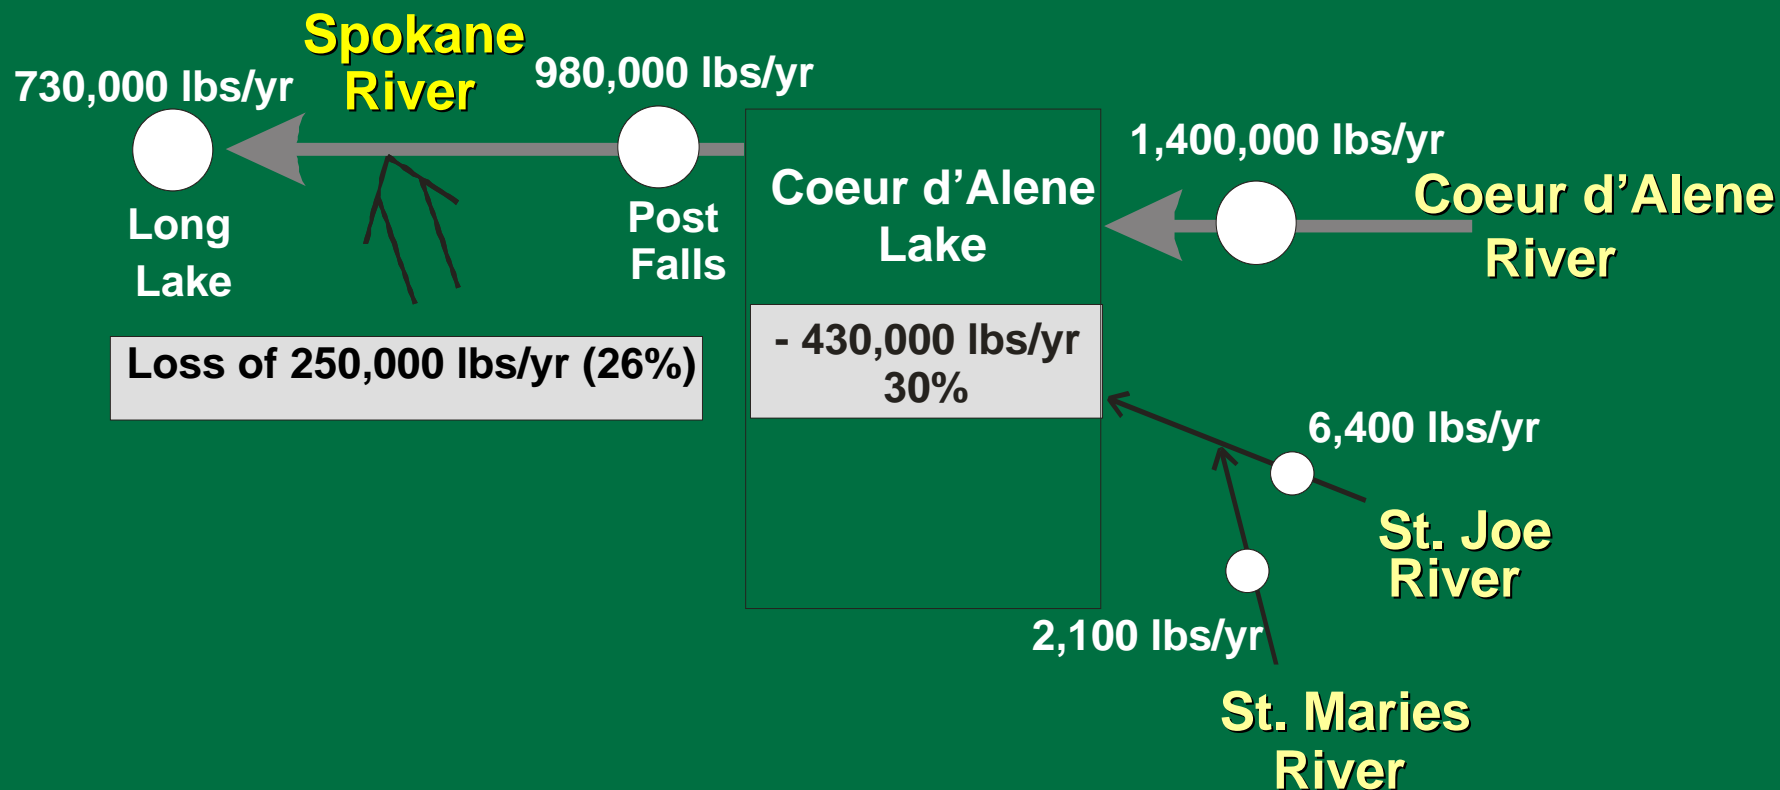 Spokane
River
730,000 lbs/yr
980,000 lbs/yr
Long
Lake
Post
Falls
Loss of 250,000 lbs/yr (26%)
Coeur d’Alene
Lake
- 430,000 lbs/yr
30%
1,400,000 lbs/yr
Coeur d’Alene
River
6,400 lbs/yr
St. Joe
River
2,100 lbs/yr
St. Maries
River